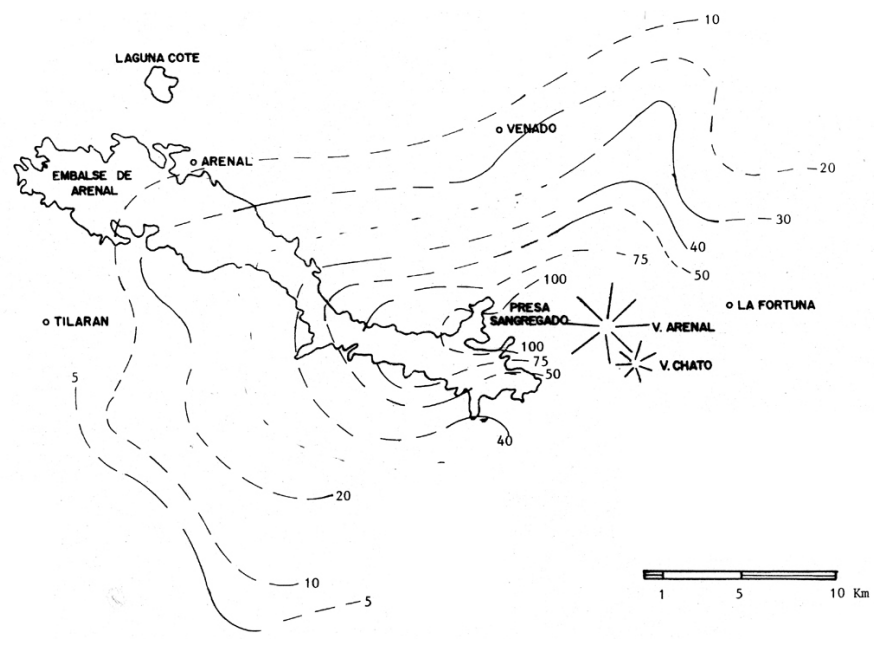 10
LAGUNA COTE
VENADO
ARENAL
20
EMBALSE DE
ARENAL
30
40
75
50
100
PRESA
SANGREGADO
LA FORTUNA
TILARAN
V. ARENAL
100
75
V. CHATO
50
5
40
20
10
5
1 5 10 Km